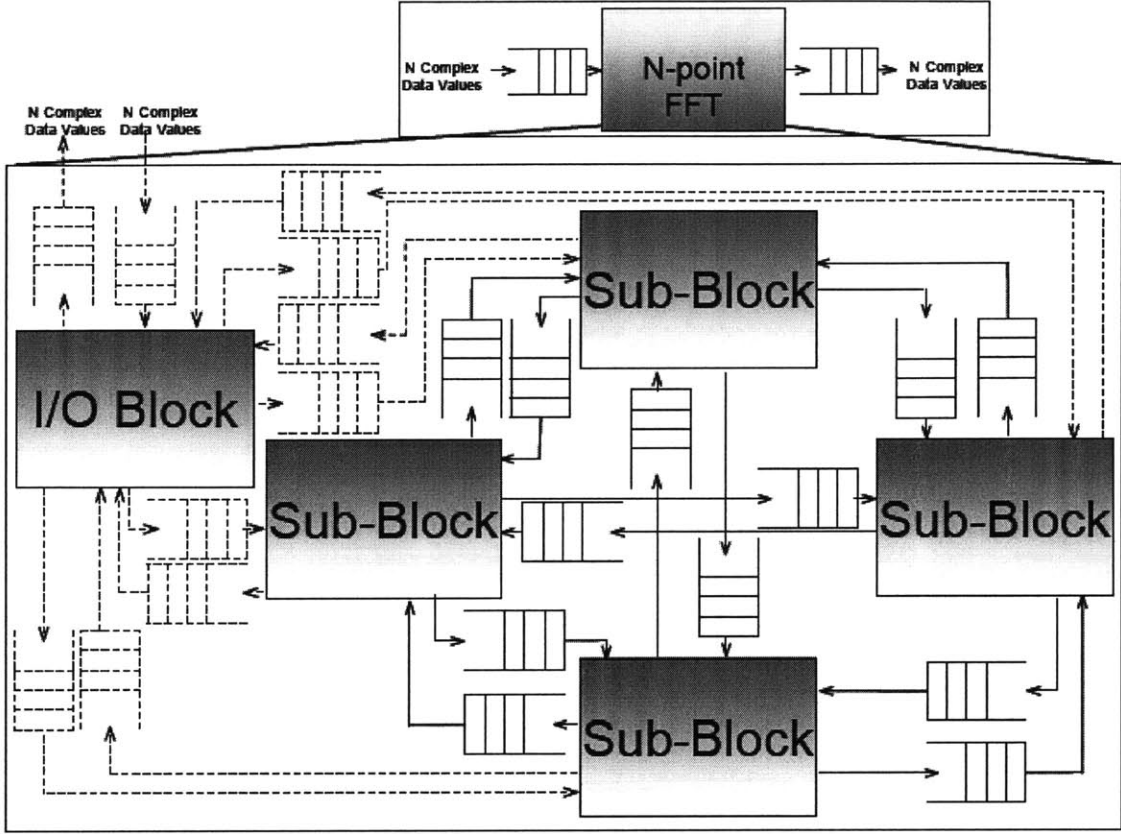 N Complex
Data Values
N-point
FFT
N Complex
Data Values
N Complex
Data Values
N Complex
Data Values
Sub-Block
I/O Block
Sub-Block
Sub-Block
Sub-Block